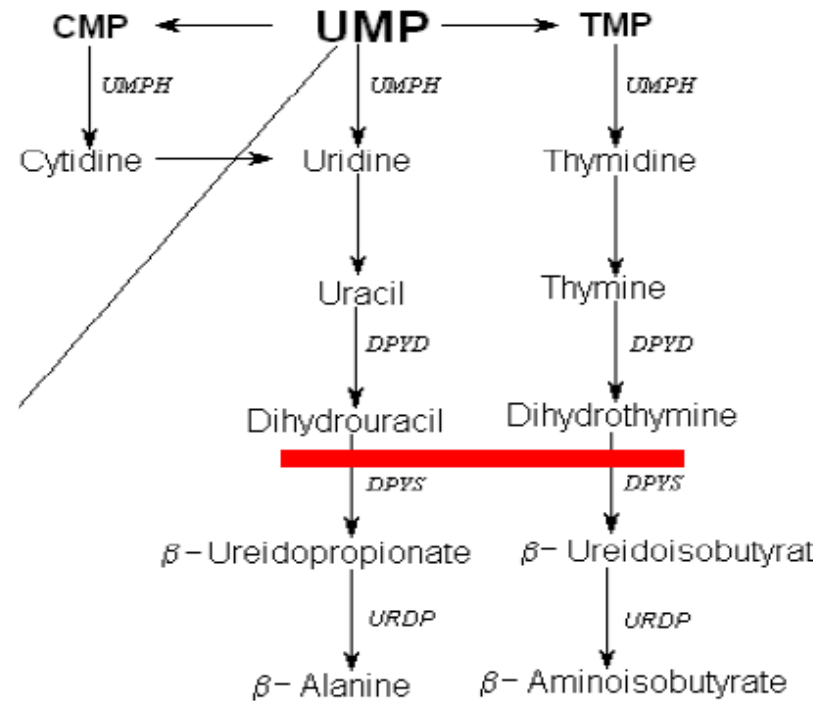 CMP UMP TMP
UMPH UMPH UMPH
Cytidine Uridine Thymidine
Uracil Thymine
DPYD DPYD
Dihydrouracil Dihydrothymine
DPYS DPYS
β- Ureidopropionate β- Ureidoisobutyrat
URDP URDP
β- Alanine β- Aminoisobutyrate